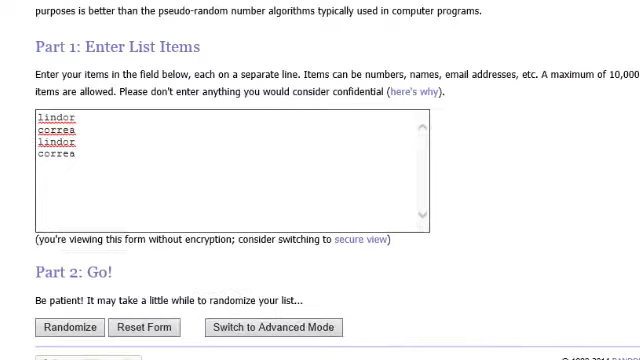 purposes is better than the pseudo-random number algorithms typically used in computer programs.
Part 1: Enter List Items
Enter your items in the field below, each on a separate line. Items can be numbers, names, email addresses, etc. A maximum of 10,000
items are allowed. Please don't enter anything you would consider confidential (here's why).
lindor
correa
lindor
correa
(you're viewing this form without encryption; consider switching to secure view)
Part 2: Go!
Be patient! It may take a little while to randomize your list...
Randomize Reset Form Switch to Advanced Mode